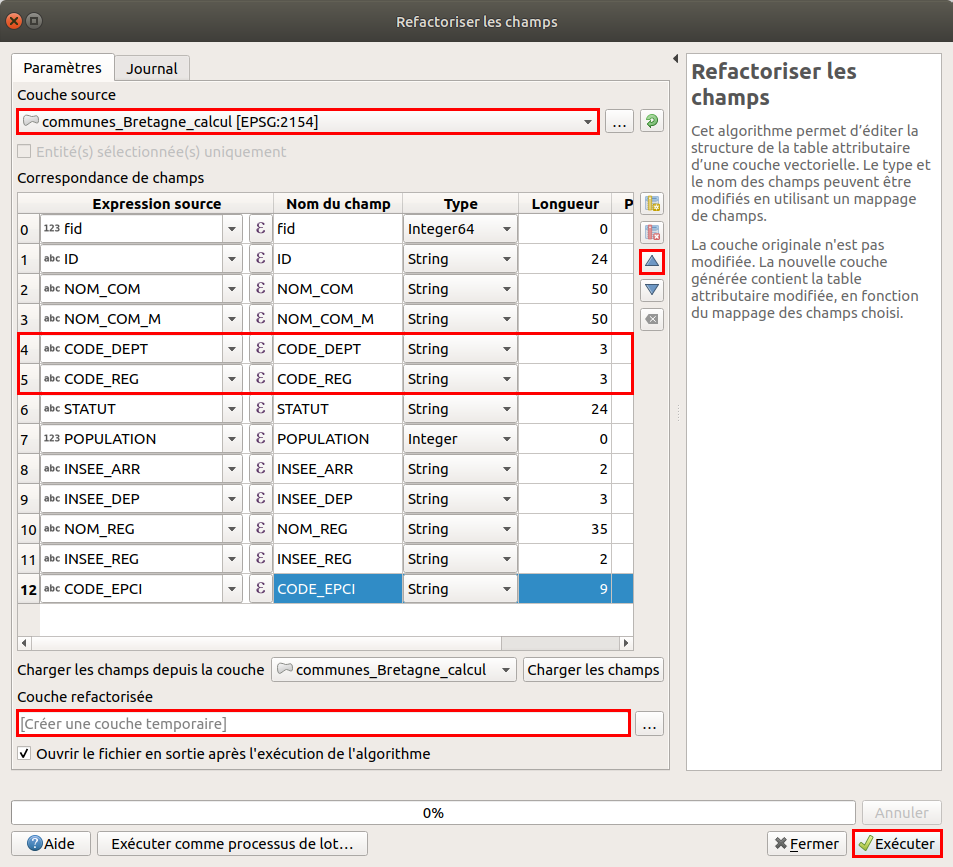 Refactoriser les champs
Paramètres Journal
Couche source
communes_Bretagne_calcul [EPSG:2154] ...
Entité(s) sélectionnée(s) uniquement
Correspondance de champs
Expression source Nom du champ Type Longueur P
0 123 fid ε fid Integer64 0
1 abc ID ε ID String 24
2 abc NOM_COM ε NOM_COM String 50
3 abc NOM_COM_M ε NOM_COM_M String 50
4 abc CODE_DEPT ε CODE_DEPT String 3
5 abc CODE_REG ε CODE_REG String 3
6 abc STATUT ε STATUT String 24
7 123 POPULATION ε POPULATION Integer 0
8 abc INSEE_ARR ε INSEE_ARR String 2
9 abc INSEE_DEP ε INSEE_DEP String 3
10 abc NOM_REG ε NOM_REG String 35
11 abc INSEE_REG ε INSEE_REG String 2
12 abc CODE_EPCI ε CODE_EPCI String 9
Charger les champs depuis la couche communes_Bretagne_calcul Charger les champs
Couche refactorisée
[Créer une couche temporaire] ...
Ouvrir le fichier en sortie après l'exécution de l'algorithme
Refactoriser les
champs
Cet algorithme permet d’éditer la
structure de la table attributaire
d’une couche vectorielle. Le type et
le nom des champs peuvent être
modifiés en utilisant un mappage
de champs.
La couche originale n'est pas
modifiée. La nouvelle couche
générée contient la table
attributaire modifiée, en fonction
du mappage des champs choisi.
0% Annuler
Aide Exécuter comme processus de lot… Fermer Exécuter